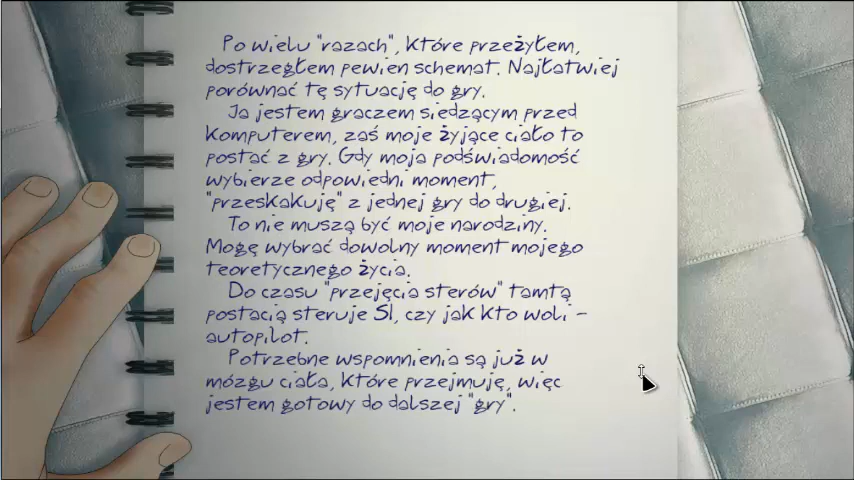 Po wielu "razach", które przeżyłem,
dostrzegłem pewien schemat. Najłatwiej
porównać tę sytuację do gry.
Ja jestem graczem siedzącym przed
komputerem, zaś moje żyjące ciało to
postać z gry. Gdy moja podświadomość
wybierze odpowiedni moment,
"przeskakuję" z jednej gry do drugiej.
To nie muszą być moje narodziny.
Mogę wybrać dowolny moment mojego
teoretycznego życia.
Do czasu "przejęcia sterów" tamtą
postacią steruje SI, czy jak kto woli -
autopilot.
Potrzebne wspomnienia są już w
mózgu ciała, które przejmuję, więc
jestem gotowy do dalszej "gry".